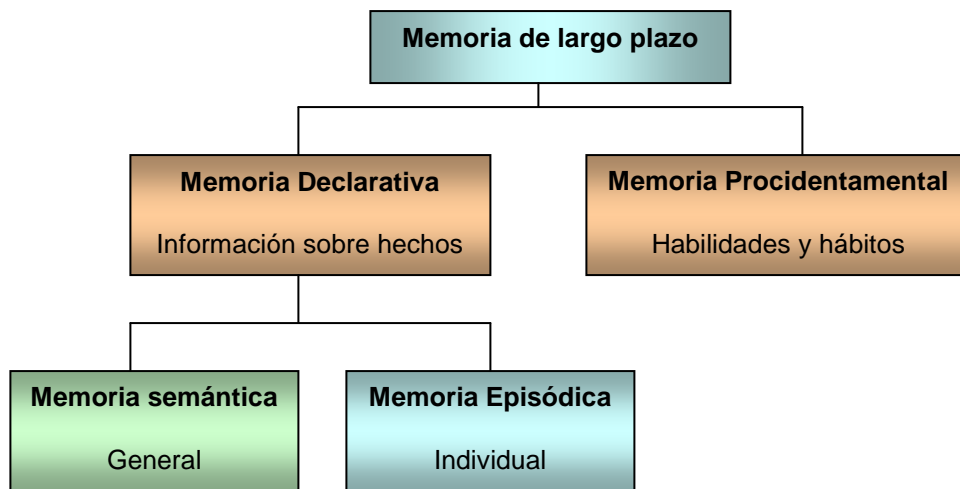 Memoria de largo plazo
Memoria Declarativa
Información sobre hechos
Memoria Procidentamental
Habilidades y hábitos
Memoria semántica
General
Memoria Episódica
Individual